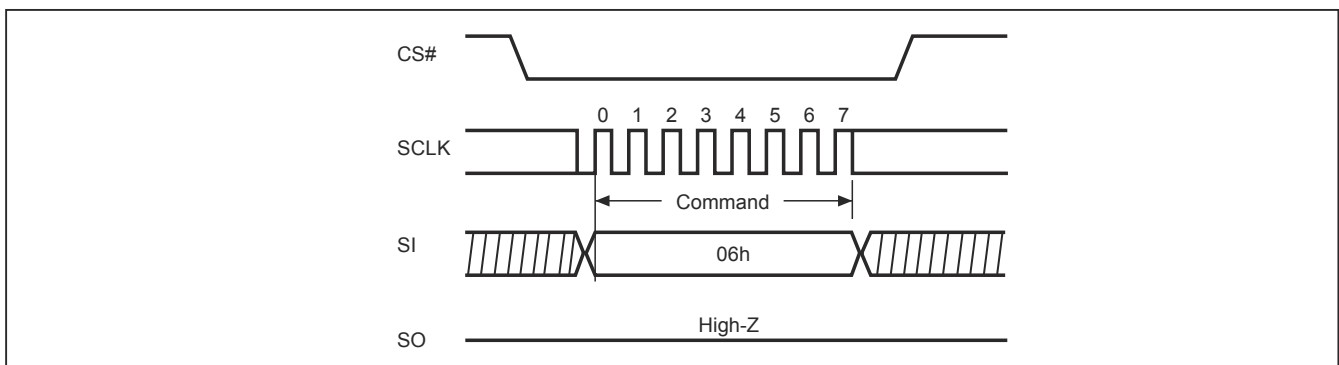 CS#
0 1 2 3 4 5 6 7
SCLK
Command
SI
06h
High-Z
SO